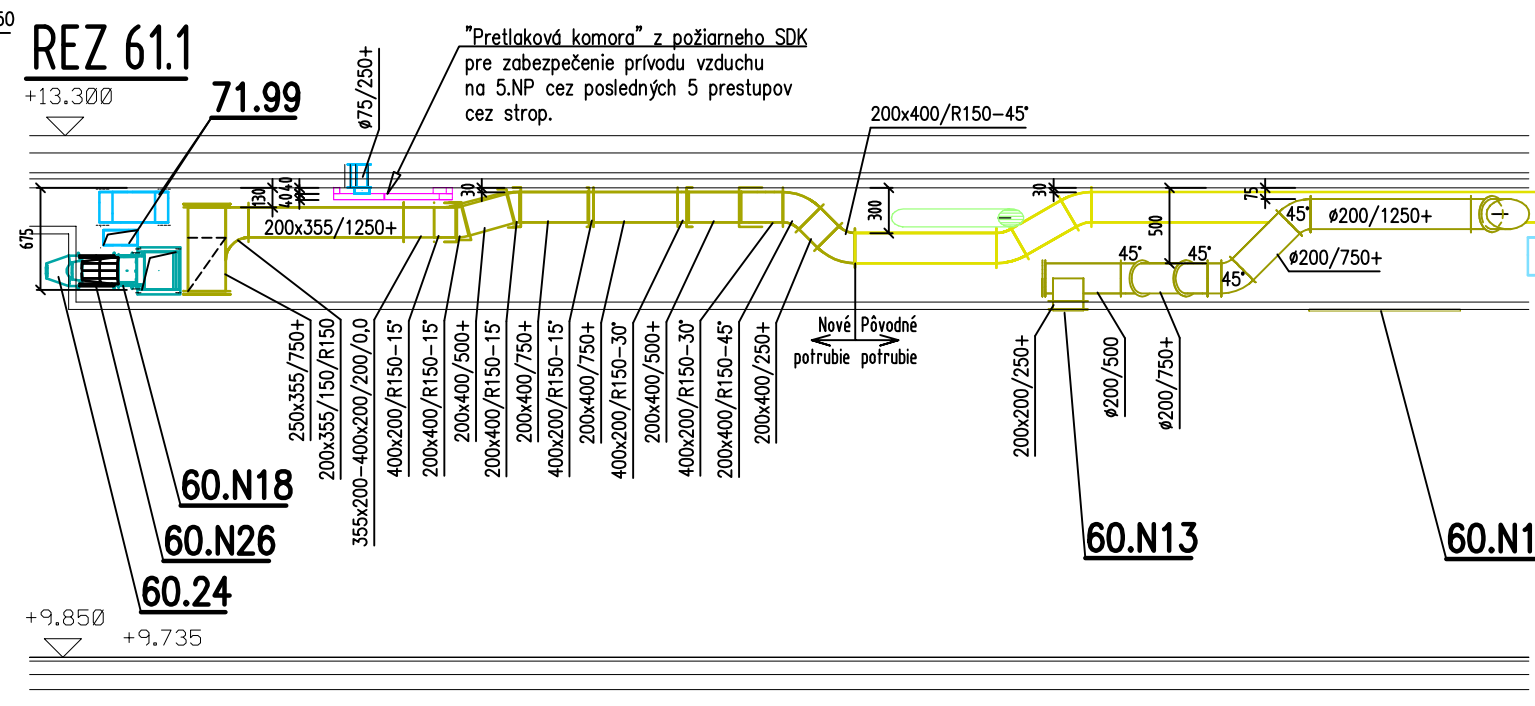 50
REZ 61.1
+13.300
71.99
ø75/250+
"Pretlaková komora" z požiarneho SDK
pre zabezpečenie prívodu vzduchu
na 5.NP cez posledných 5 prestupov
cez strop.
200x400/R150-45°
130
40
40
30
300
30
500
75
675
200x355/1250+
45°
ø200/1250+
ø200/750+
45°
45°
45°
250x355/750+
200x355/150/R150
355x200-400x200/200/0,0
400x200/R150-15°
200x400/R150-15°
200x400/500+
200x400/R150-15°
200x400/750+
400x200/R150-15°
200x400/750+
400x200/R150-30°
200x400/500+
400x200/R150-30°
200x400/R150-45°
200x400/250+
Nové Pôvodné
potrubie potrubie
200x200/250+
ø200/500
ø200/750+
60.N18
60.N26
60.24
60.N13
60.N1
+9.850
+9.735